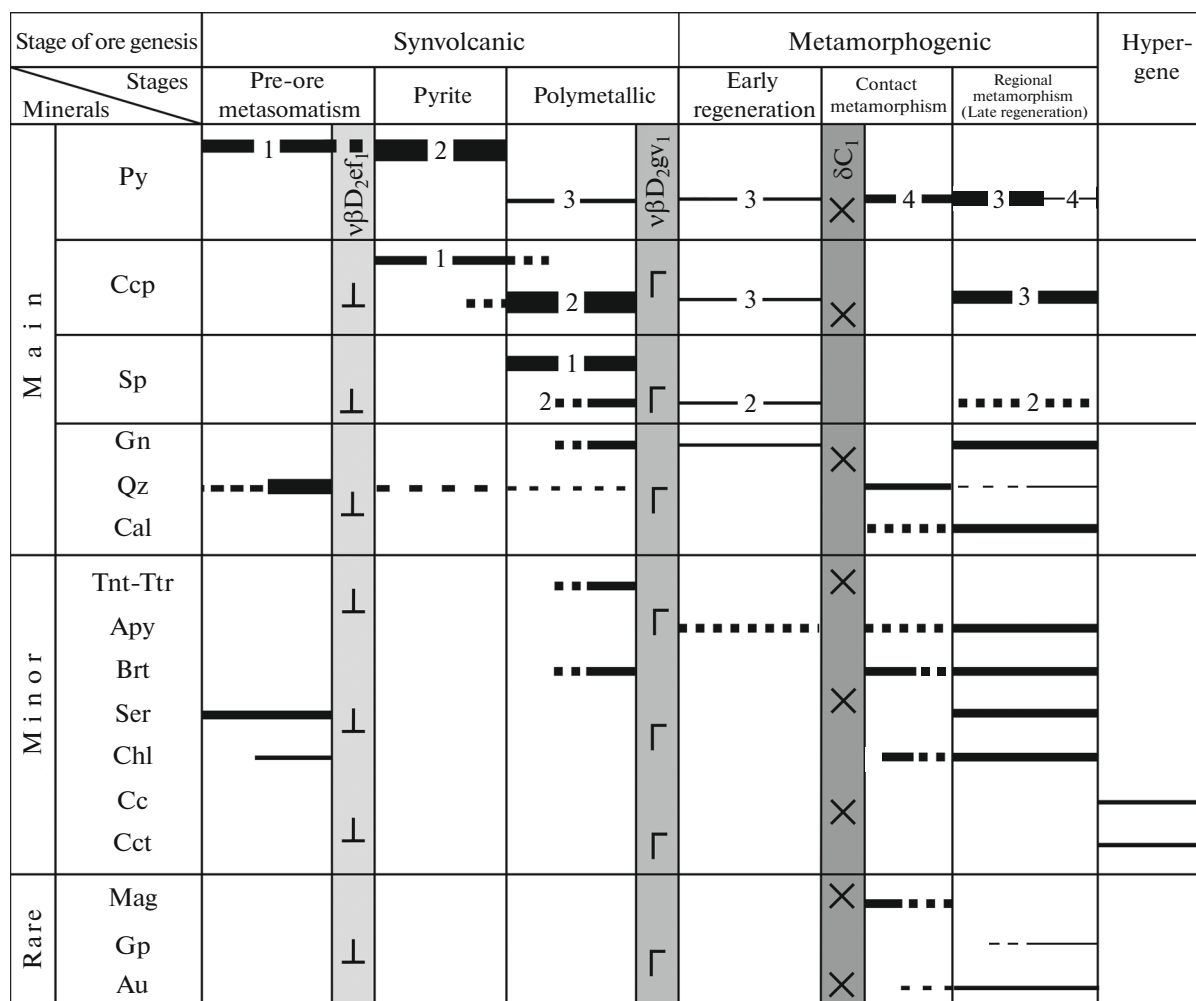 Stage of ore genesis Synvolcanic Metamorphogenic Hyper-
gene
Stages
Minerals
Pre-ore
metasomatism
Pyrite
Polymetallic
Early
regeneration
Contact
metamorphism
Regional
metamorphism
(Late regeneration)
νβD₂ef₁
νβD₂gv₁
δC₁
Main
Py 1 2 3 3 4 3 4
Ccp 1 2 3 3
Sp 1 2 2 2
Gn
Qz
Cal
Minor
Tnt-Ttr
Apy
Brt
Ser
Chl
Cc
Cct
Rare
Mag
Gp
Au